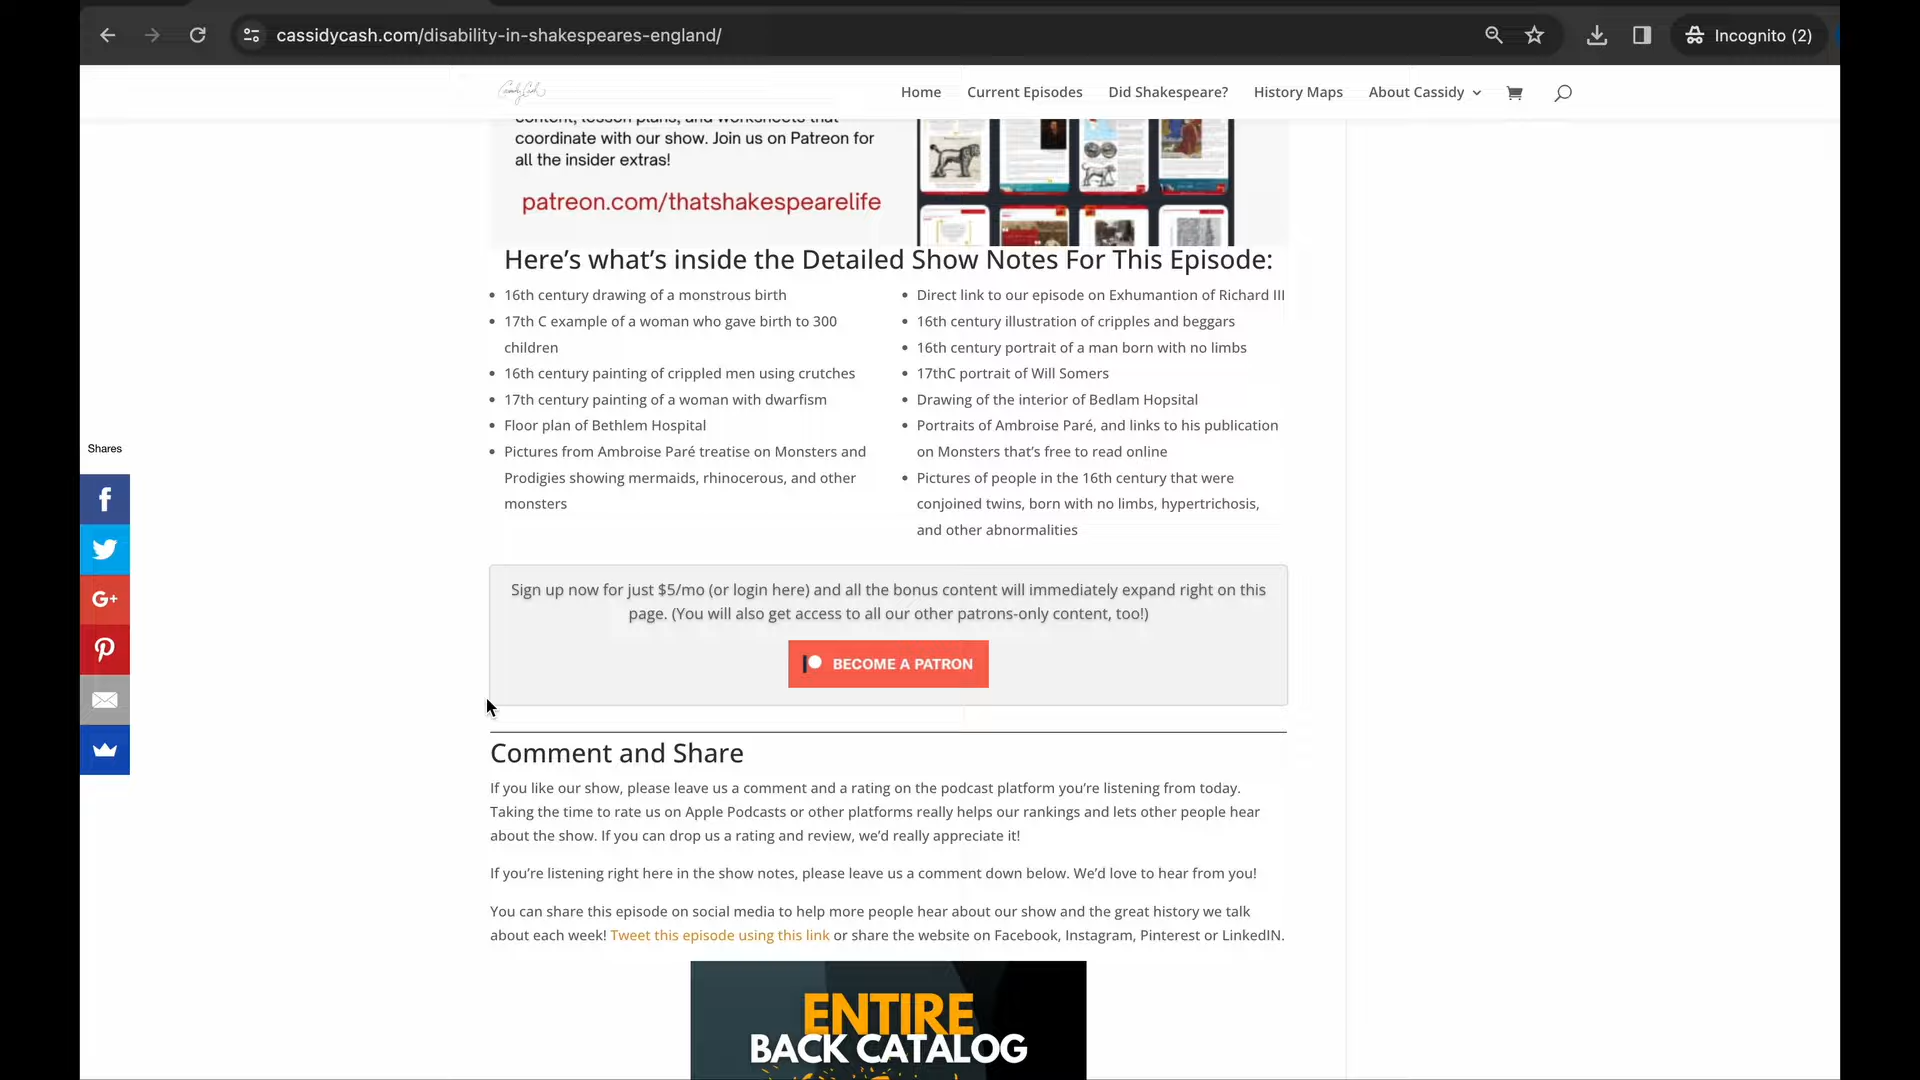 cassidycash.com/disability-in-shakespeares-england/
Incognito (2)
Home
Current Episodes
Did Shakespeare?
History Maps
About Cassidy
content, lesson plans, and worksheets that
coordinate with our show. Join us on Patreon for
all the insider extras!
patreon.com/thatshakespearelife
Here’s what’s inside the Detailed Show Notes For This Episode:
16th century drawing of a monstrous birth
17th C example of a woman who gave birth to 300
children
16th century painting of crippled men using crutches
17th century painting of a woman with dwarfism
Floor plan of Bethlem Hospital
Pictures from Ambroise Paré treatise on Monsters and
Prodigies showing mermaids, rhinocerous, and other
monsters
Direct link to our episode on Exhumantion of Richard III
16th century illustration of cripples and beggars
16th century portrait of a man born with no limbs
17thC portrait of Will Somers
Drawing of the interior of Bedlam Hopsital
Portraits of Ambroise Paré, and links to his publication
on Monsters that’s free to read online
Pictures of people in the 16th century that were
conjoined twins, born with no limbs, hypertrichosis,
and other abnormalities
Shares
G+
Sign up now for just $5/mo (or login here) and all the bonus content will immediately expand right on this
page. (You will also get access to all our other patrons-only content, too!)
BECOME A PATRON
Comment and Share
If you like our show, please leave us a comment and a rating on the podcast platform you’re listening from today.
Taking the time to rate us on Apple Podcasts or other platforms really helps our rankings and lets other people hear
about the show. If you can drop us a rating and review, we’d really appreciate it!
If you’re listening right here in the show notes, please leave us a comment down below. We’d love to hear from you!
You can share this episode on social media to help more people hear about our show and the great history we talk
about each week! Tweet this episode using this link or share the website on Facebook, Instagram, Pinterest or LinkedIN.
ENTIRE
BACK CATALOG